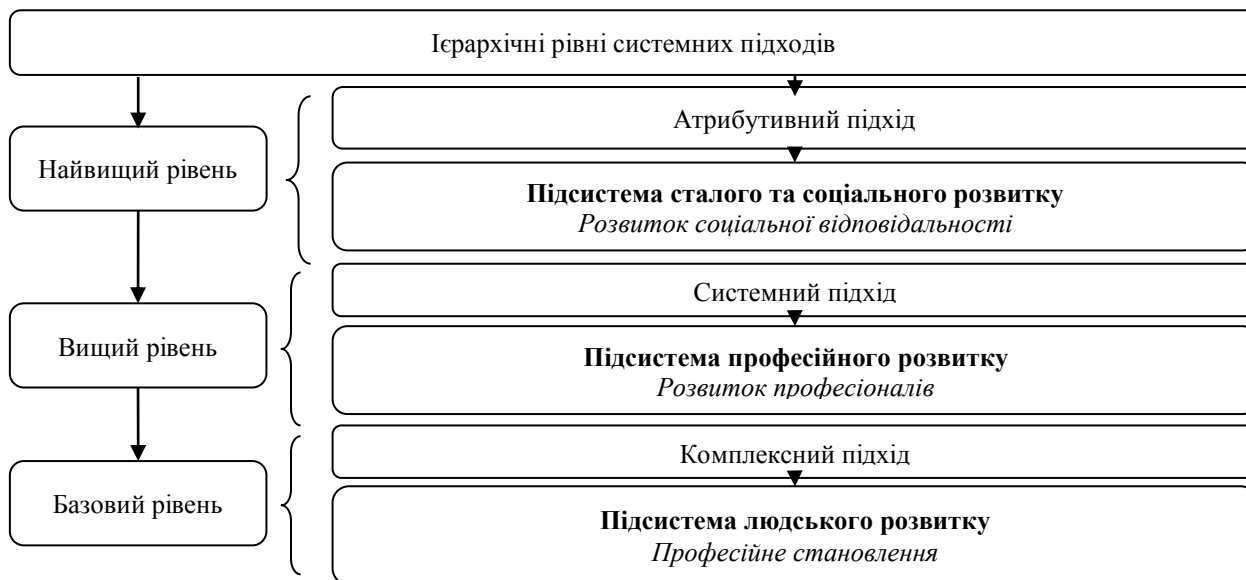 Ієрархічні рівні системних підходів
Найвищий рівень
Атрибутивний підхід
Підсистема сталого та соціального розвитку
Розвиток соціальної відповідальності
Вищий рівень
Системний підхід
Підсистема професійного розвитку
Розвиток професіоналів
Базовий рівень
Комплексний підхід
Підсистема людського розвитку
Професійне становлення